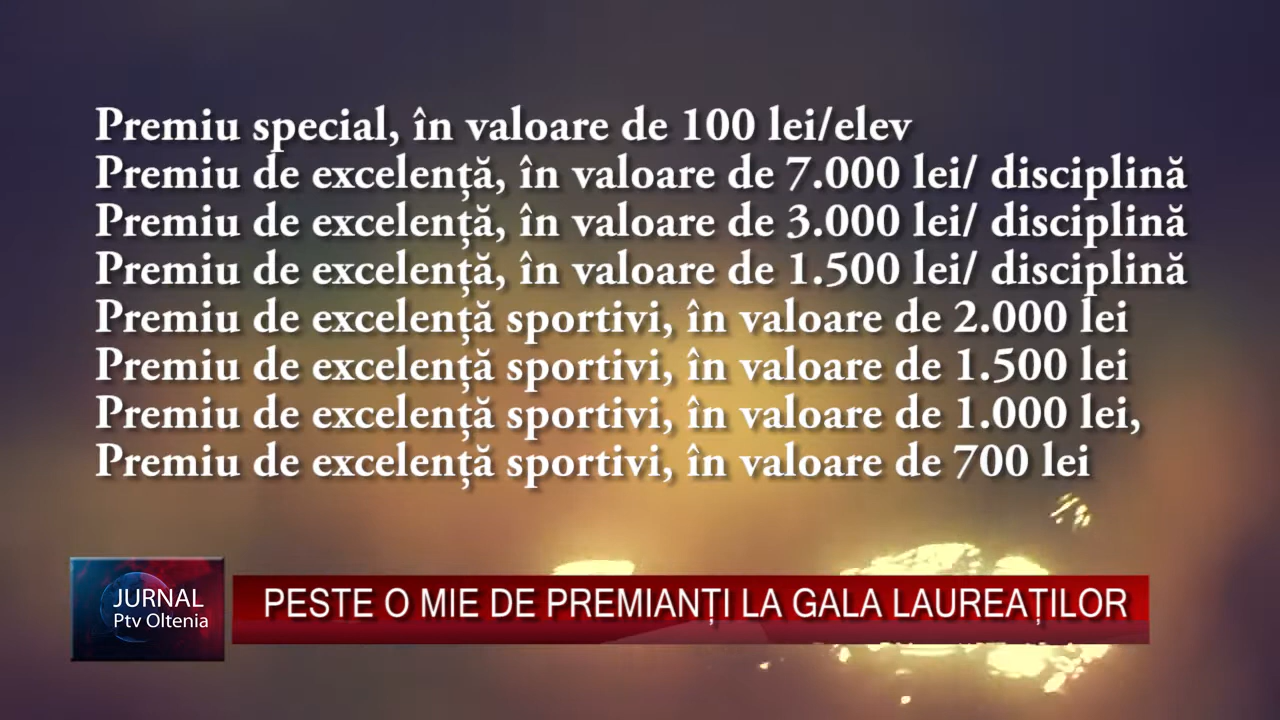 Premiu special, în valoare de 100 lei/elev
Premiu de excelență, în valoare de 7.000 lei/ disciplină
Premiu de excelență, în valoare de 3.000 lei/ disciplină
Premiu de excelență, în valoare de 1.500 lei/ disciplină
Premiu de excelență sportivi, în valoare de 2.000 lei
Premiu de excelență sportivi, în valoare de 1.500 lei
Premiu de excelență sportivi, în valoare de 1.000 lei,
Premiu de excelență sportivi, în valoare de 700 lei
JURNAL
Ptv Oltenia
PESTE O MIE DE PREMIANȚI LA GALA LAUREAȚILOR